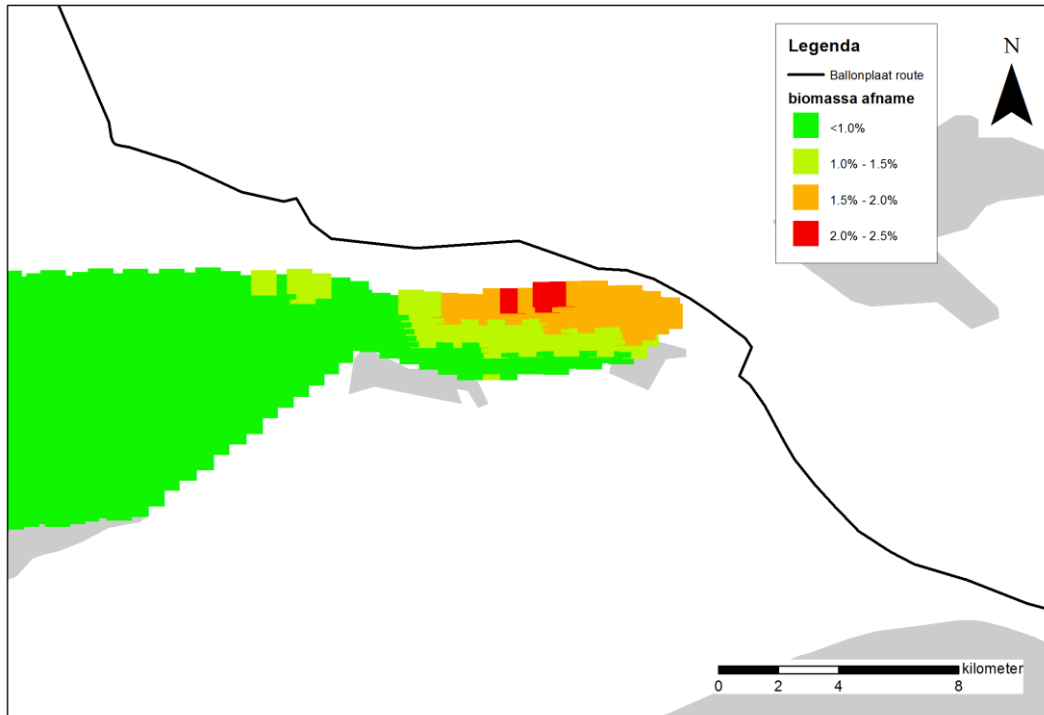 Legenda
Ballonplaat route
biomassa afname
<1.0%
1.0% - 1.5%
1.5% - 2.0%
2.0% - 2.5%
N
kilometer
0 2 4 8